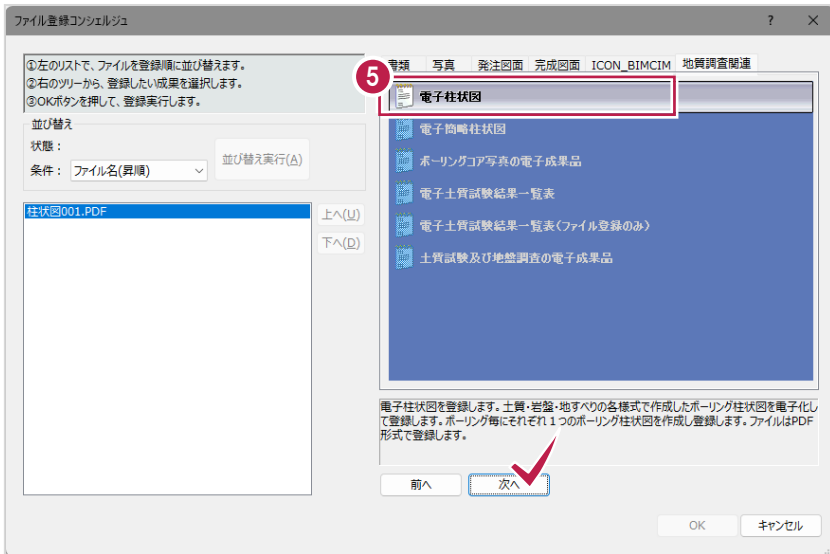 ファイル登録コンシェルジュ
①左のリストで、ファイルを登録順に並び替えます。
②右のツリーから、登録したい成果を選択します。
③OKボタンを押して、登録実行します。
並び替え
状態：
条件： ファイル名(昇順)
並び替え実行(A)
柱状図001.PDF
上へ(U)
下へ(D)
書類 写真 発注図面 完成図面 ICON_BIMCIM 地質調査関連
5
電子柱状図
電子簡略柱状図
ボーリングコア写真の電子成果品
電子土質試験結果一覧表
電子土質試験結果一覧表(ファイル登録のみ)
土質試験及び地盤調査の電子成果品
電子柱状図を登録します。土質・岩盤・地すべりの各様式で作成したボーリング柱状図を電子化し
て登録します。ボーリング毎にそれぞれ１つのボーリング柱状図を作成し登録します。ファイルはPDF
形式で登録します。
前へ
次へ
OK
キャンセル